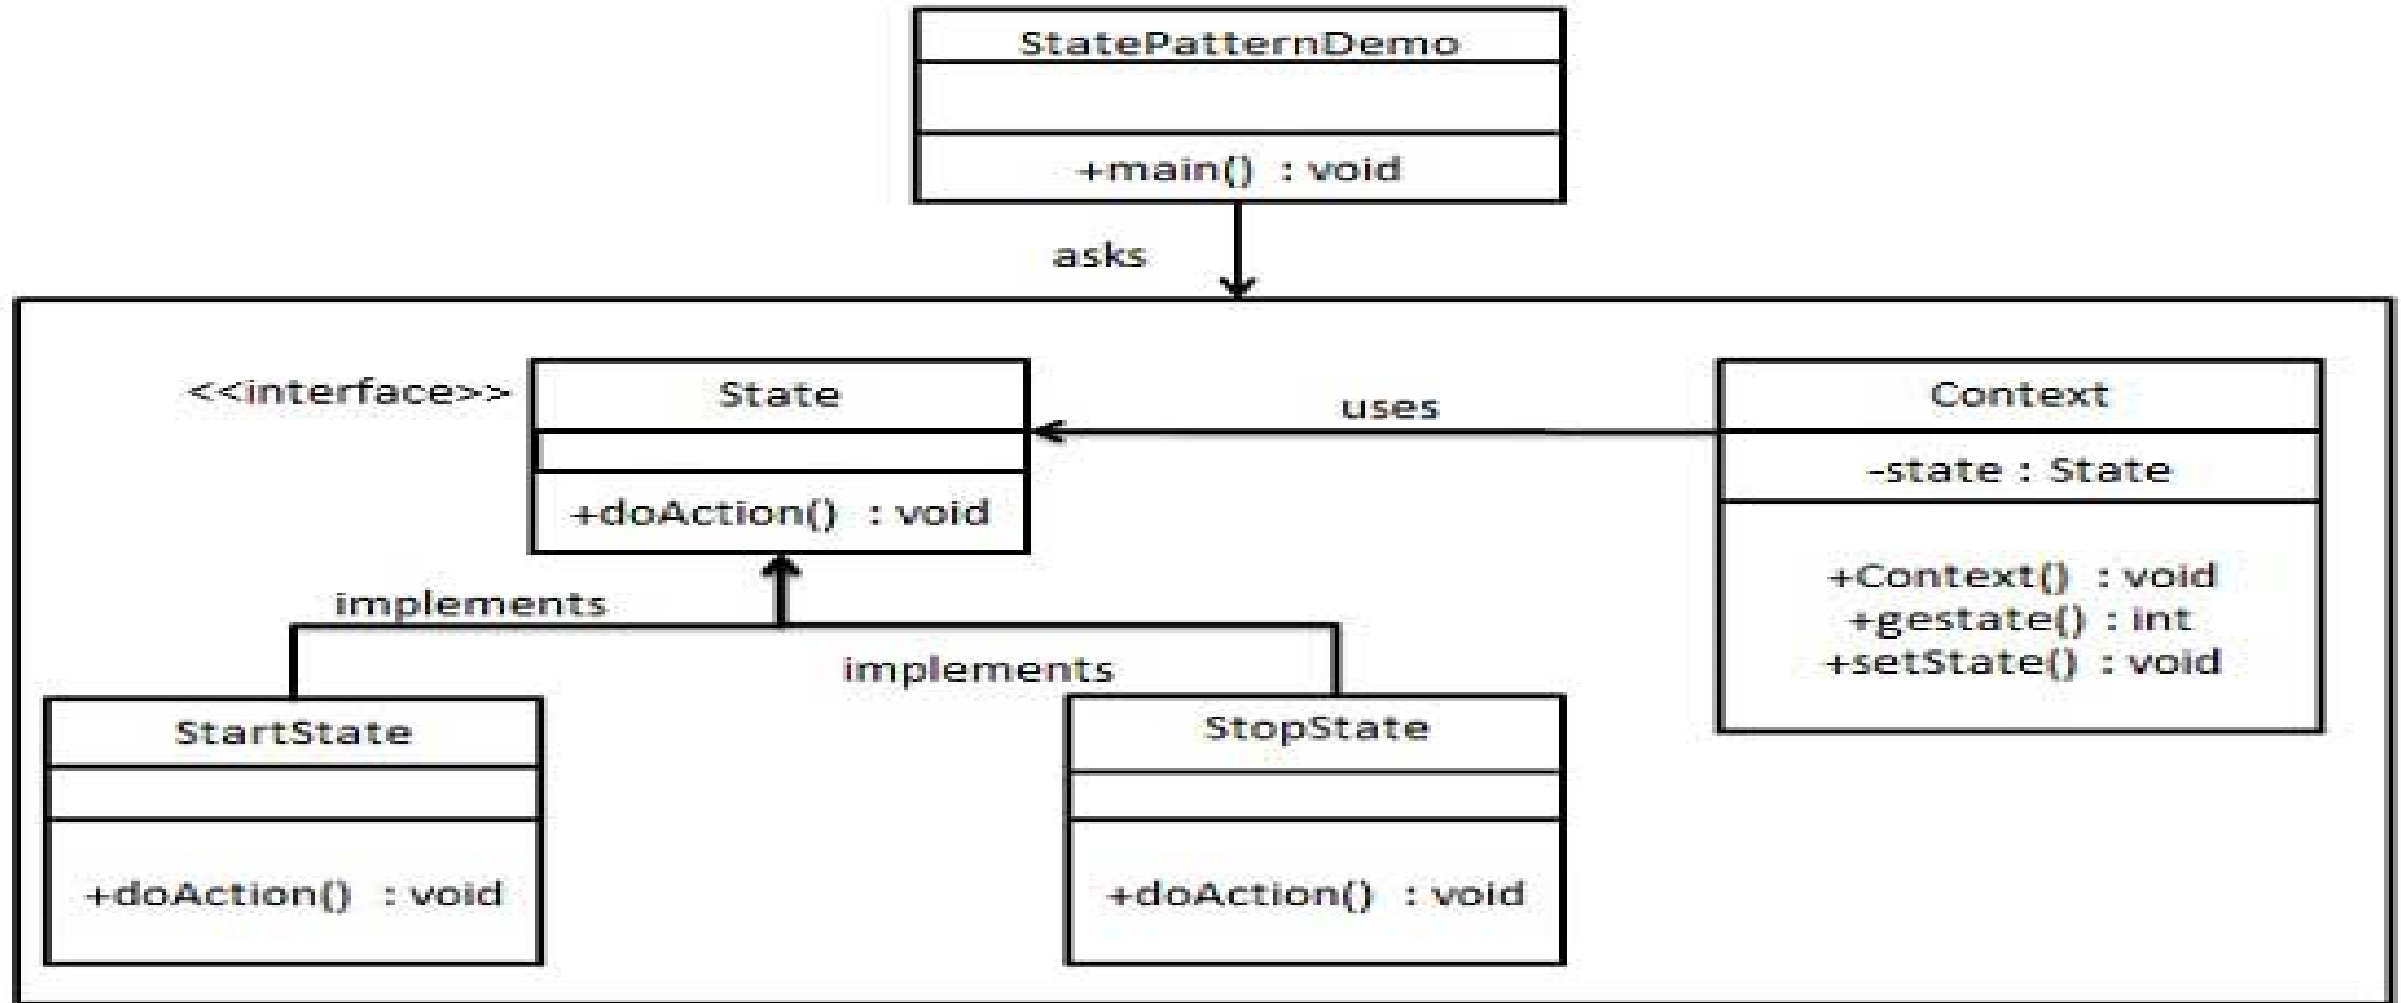 StatePatternDemo
+main() : void
asks
<<interface>>
State
+doAction() : void
uses
Context
-state : State
+Context() : void
+gestate() : int
+setState() : void
implements
implements
StartState
+doAction() : void
StopState
+doAction() : void